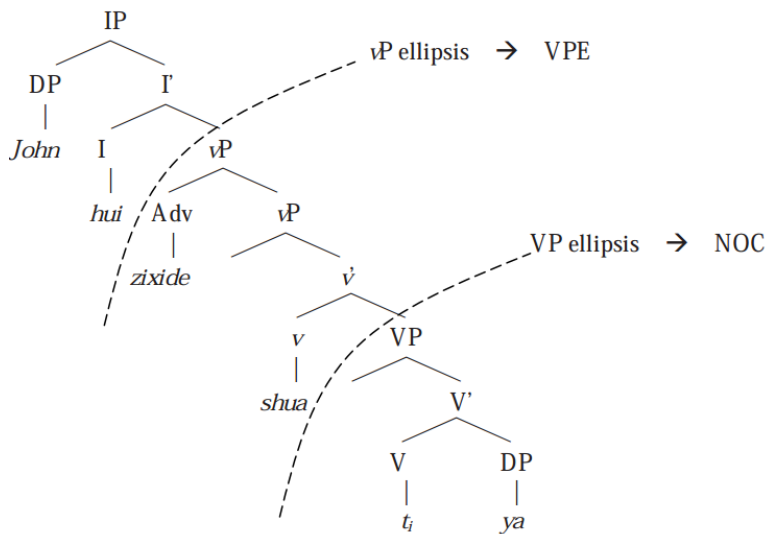 IP
vP ellipsis → VPE
DP I'
John I vP
hui Adv vP
VP ellipsis → NOC
zixide v'
v VP
shua V'
V DP
tᵢ ya